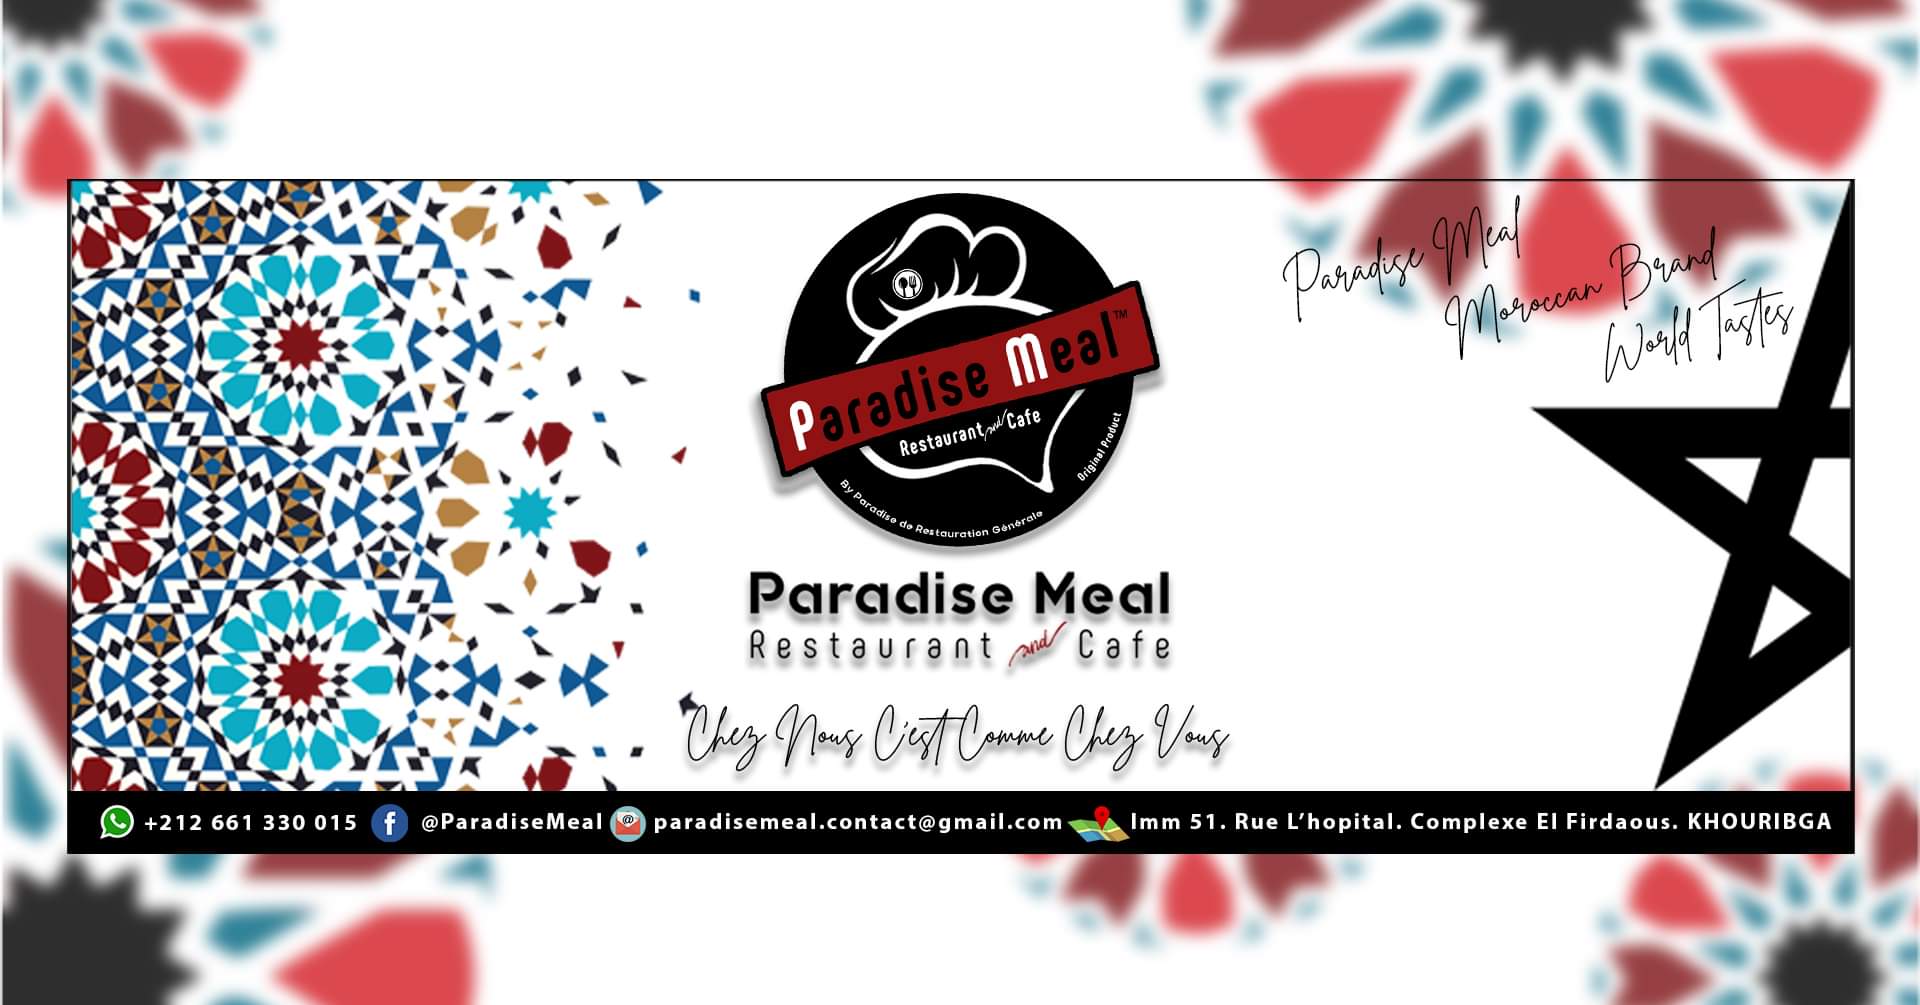 Paradise Meal™
Restaurant and Cafe
Original Product
By Paradise de Restauration Générale
Paradise Meal
Moroccan Brand
World Tastes
Paradise Meal
Restaurant and Cafe
Chez Nous C'est Comme Chez Vous
+212 661 330 015 @ParadiseMeal paradisemeal.contact@gmail.com Imm 51. Rue L'hopital. Complexe El Firdaous. KHOURIBGA